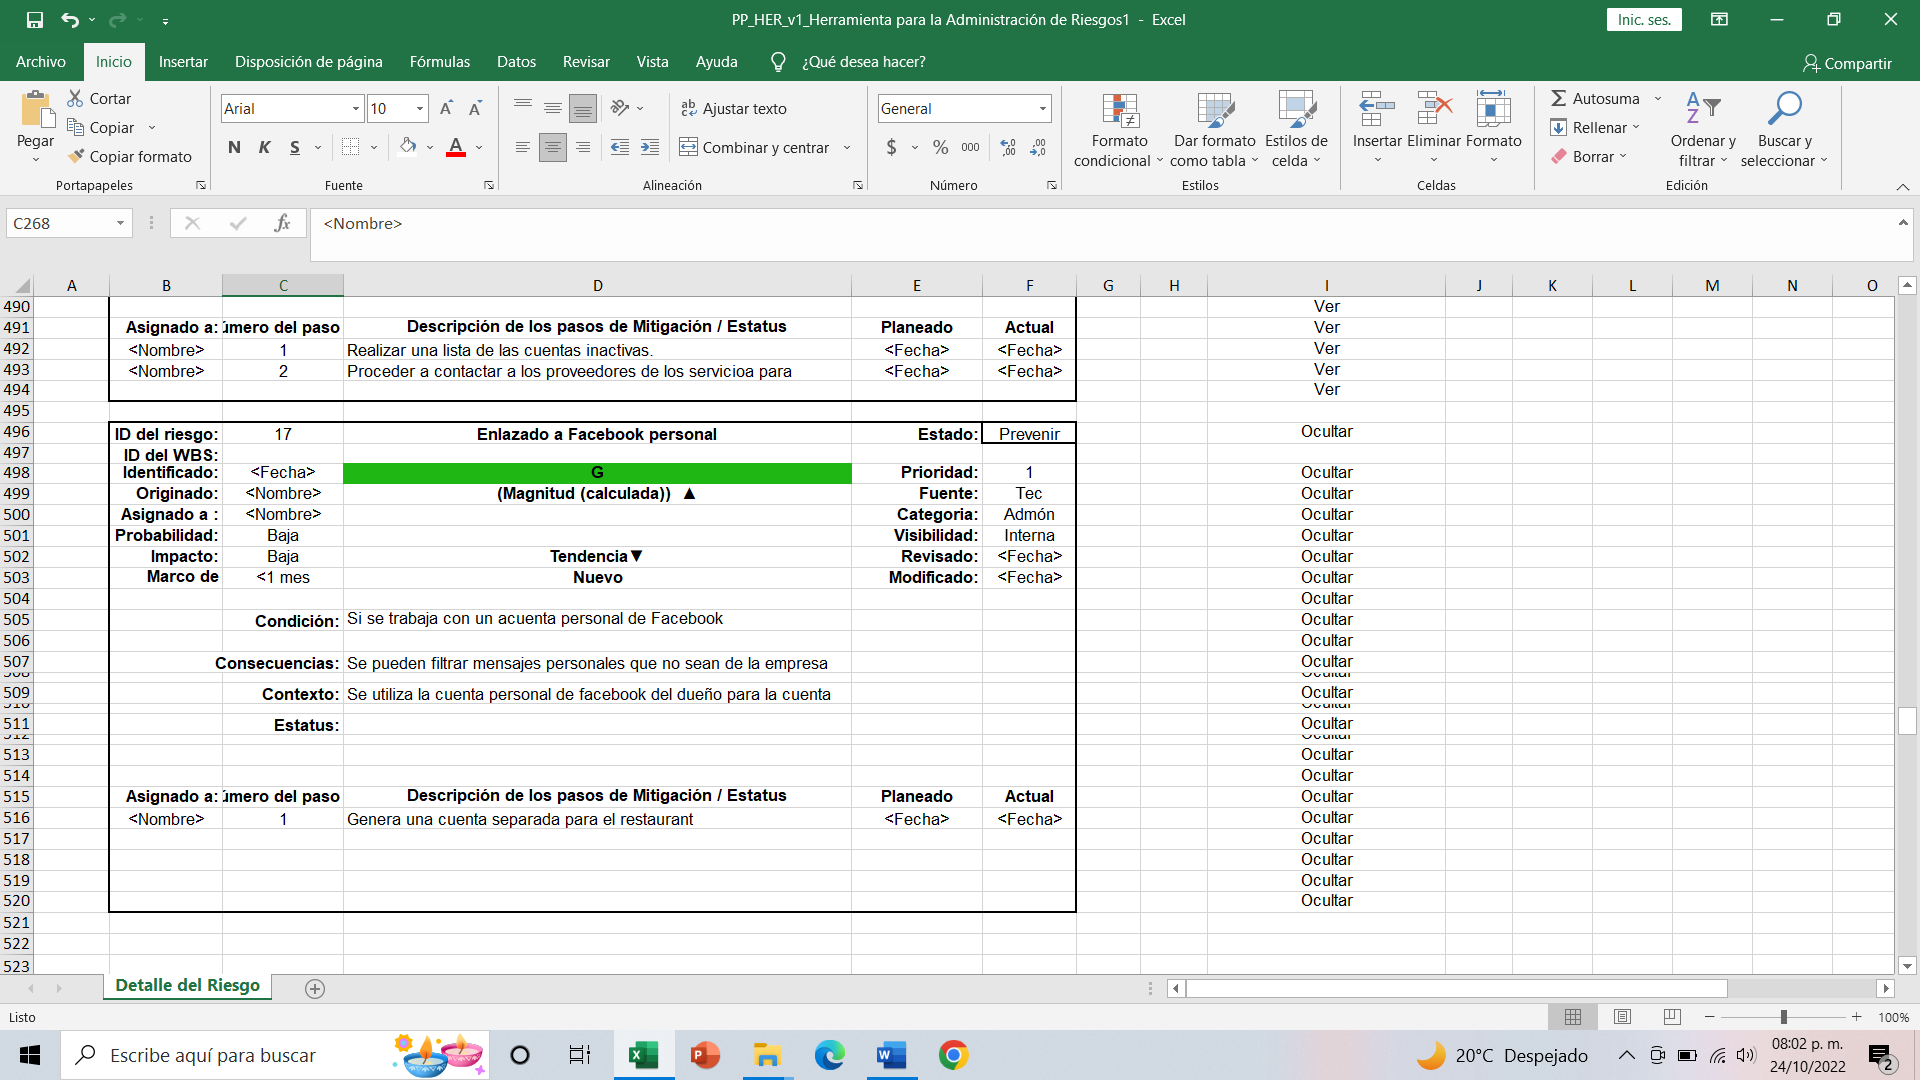 PP_HER_v1_Herramienta para la Administración de Riesgos1 - Excel
Inic. ses.
Archivo Inicio Insertar Disposición de página Fórmulas Datos Revisar Vista Ayuda ¿Qué desea hacer? Compartir
Pegar Cortar Copiar Copiar formato
Arial 10
N K S
Ajustar texto
Combinar y centrar
General
$ % 000
Formato condicional Dar formato como tabla Estilos de celda
Insertar Eliminar Formato
Autosuma Rellenar Borrar
Ordenar y filtrar Buscar y seleccionar
Portapapeles Fuente Alineación Número Estilos Celdas Edición
C268 fx <Nombre>
A B C D E F G H I J K L M N O
490 Ver
491 Asignado a: úmero del paso Descripción de los pasos de Mitigación / Estatus Planeado Actual Ver
492 <Nombre> 1 Realizar una lista de las cuentas inactivas. <Fecha> <Fecha> Ver
493 <Nombre> 2 Proceder a contactar a los proveedores de los servicioa para <Fecha> <Fecha> Ver
494 Ver
495
496 ID del riesgo: 17 Enlazado a Facebook personal Estado: Prevenir Ocultar
497 ID del WBS:
498 Identificado: <Fecha> G Prioridad: 1 Ocultar
499 Originado: <Nombre> (Magnitud (calculada)) ▲ Fuente: Tec Ocultar
500 Asignado a : <Nombre> Categoria: Admón Ocultar
501 Probabilidad: Baja Visibilidad: Interna Ocultar
502 Impacto: Baja Tendencia▼ Revisado: <Fecha> Ocultar
503 Marco de <1 mes Nuevo Modificado: <Fecha> Ocultar
504 Ocultar
505 Condición: Si se trabaja con un acuenta personal de Facebook Ocultar
506 Ocultar
507 Consecuencias: Se pueden filtrar mensajes personales que no sean de la empresa Ocultar
508 Ocultar
509 Contexto: Se utiliza la cuenta personal de facebook del dueño para la cuenta Ocultar
510 Ocultar
511 Estatus: Ocultar
512 Ocultar
513 Ocultar
514 Ocultar
515 Asignado a: úmero del paso Descripción de los pasos de Mitigación / Estatus Planeado Actual Ocultar
516 <Nombre> 1 Genera una cuenta separada para el restaurant <Fecha> <Fecha> Ocultar
517 Ocultar
518 Ocultar
519 Ocultar
520 Ocultar
521
522
523
Detalle del Riesgo
Listo 100%
Escribe aquí para buscar
20°C Despejado
08:02 p. m.
24/10/2022
2